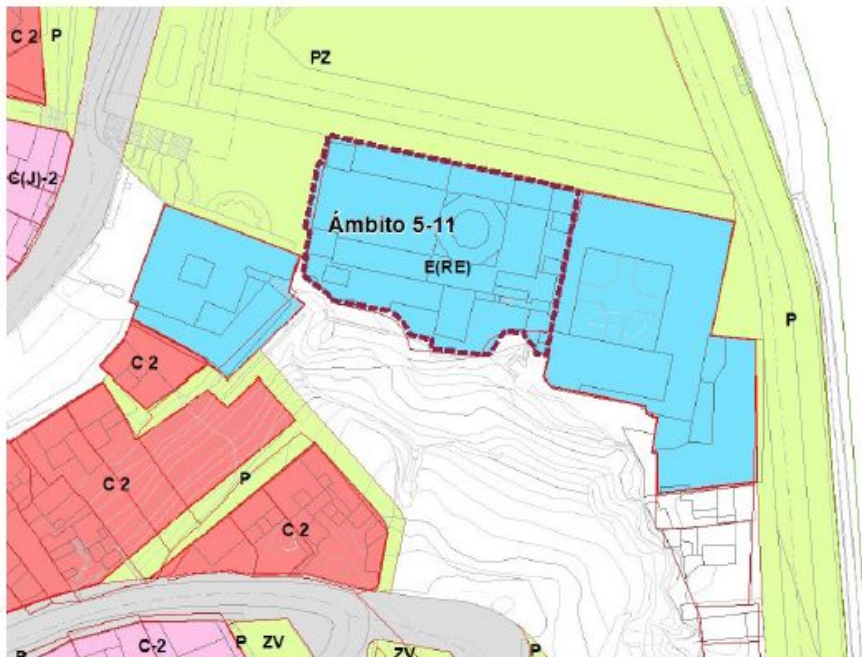 C 2 P
PZ
C(J)-2
Ámbito 5-11
E(RE)
P
C 2
C 2
P
C 2
C-2
P
ZV
ZV
P
P